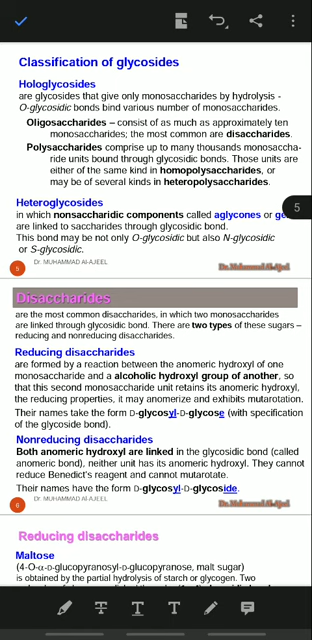 Classification of glycosides
Hologlycosides
are glycosides that give only monosaccharides by hydrolysis -
O-glycosidic bonds bind various number of monosaccharides.
Oligosaccharides – consist of as much as approximately ten
monosaccharides; the most common are disaccharides.
Polysaccharides comprise up to many thousands monosaccha-
ride units bound through glycosidic bonds. Those units are
either of the same kind in homopolysaccharides, or
may be of several kinds in heteropolysaccharides.
Heteroglycosides
in which nonsaccharidic components called aglycones or
5
are linked to saccharides through glycosidic bond.
This bond may be not only O-glycosidic but also N-glycosidic
or S-glycosidic.
5
Dr. MUHAMMAD Al-AJEEL
Dr.Muhammad Al-Ajeel
Disaccharides
are the most common disaccharides, in which two monosaccharides
are linked through glycosidic bond. There are two types of these sugars –
reducing and nonreducing disaccharides.
Reducing disaccharides
are formed by a reaction between the anomeric hydroxyl of one
monosaccharide and a alcoholic hydroxyl group of another, so
that this second monosaccharide unit retains its anomeric hydroxyl,
the reducing properties, it may anomerize and exhibits mutarotation.
Their names take the form D-glycosyl-D-glycose (with specification
of the glycoside bond).
Nonreducing disaccharides
Both anomeric hydroxyl are linked in the glycosidic bond (called
anomeric bond), neither unit has its anomeric hydroxyl. They cannot
reduce Benedict's reagent and cannot mutarotate.
Their names have the form D-glycosyl-D-glycoside.
6
Dr. MUHAMMAD Al-AJEEL
Dr.Muhammad Al-Ajeel
Reducing disaccharides
Maltose
(4-O-α-D-glucopyranosyl-D-glucopyranose, malt sugar)
is obtained by the partial hydrolysis of starch or glycogen. Two